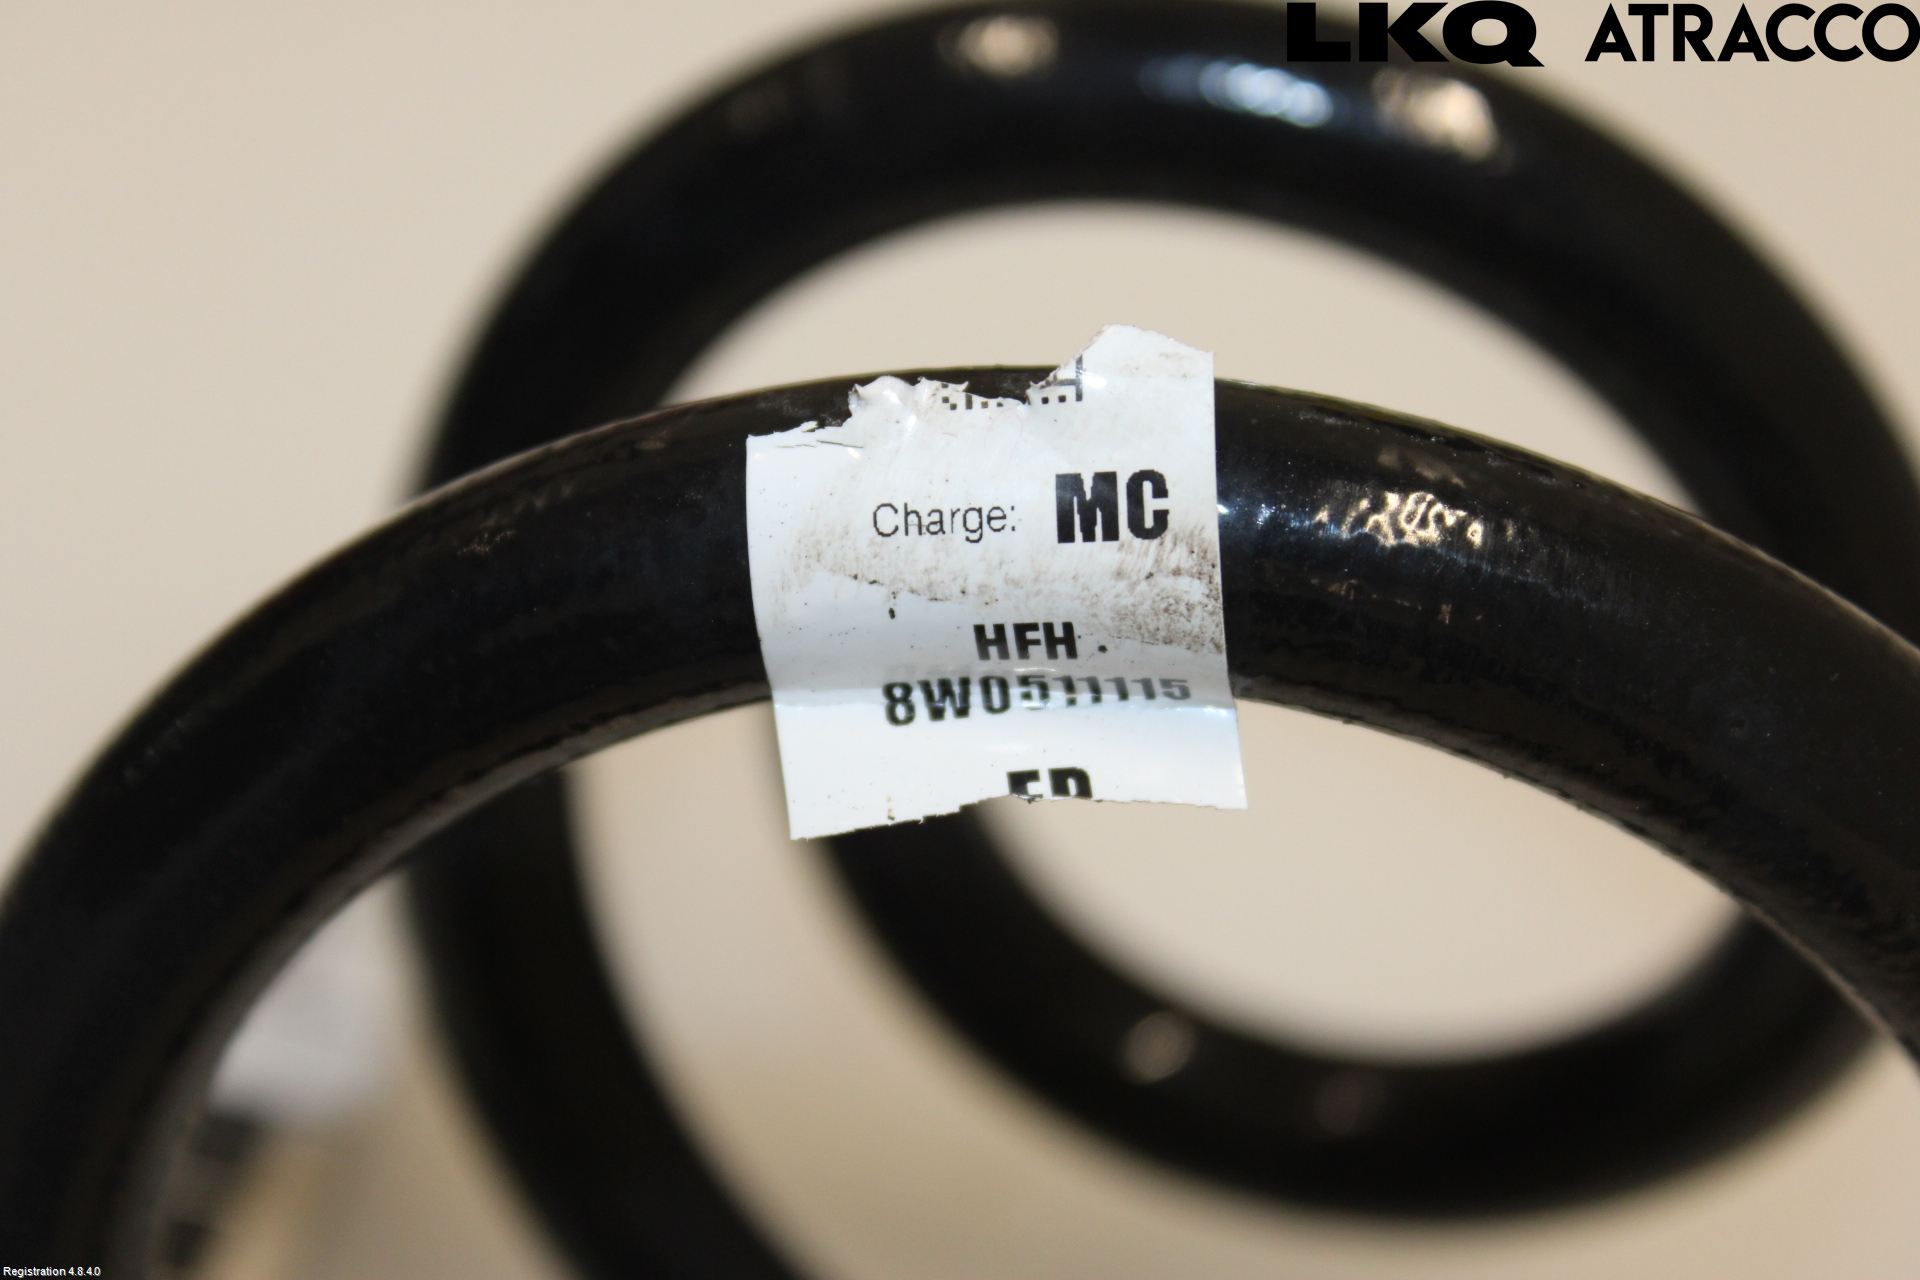 LKQ ATRACCO
Charge: MC
HFH
8W0511115
Registration 4.8.4.0